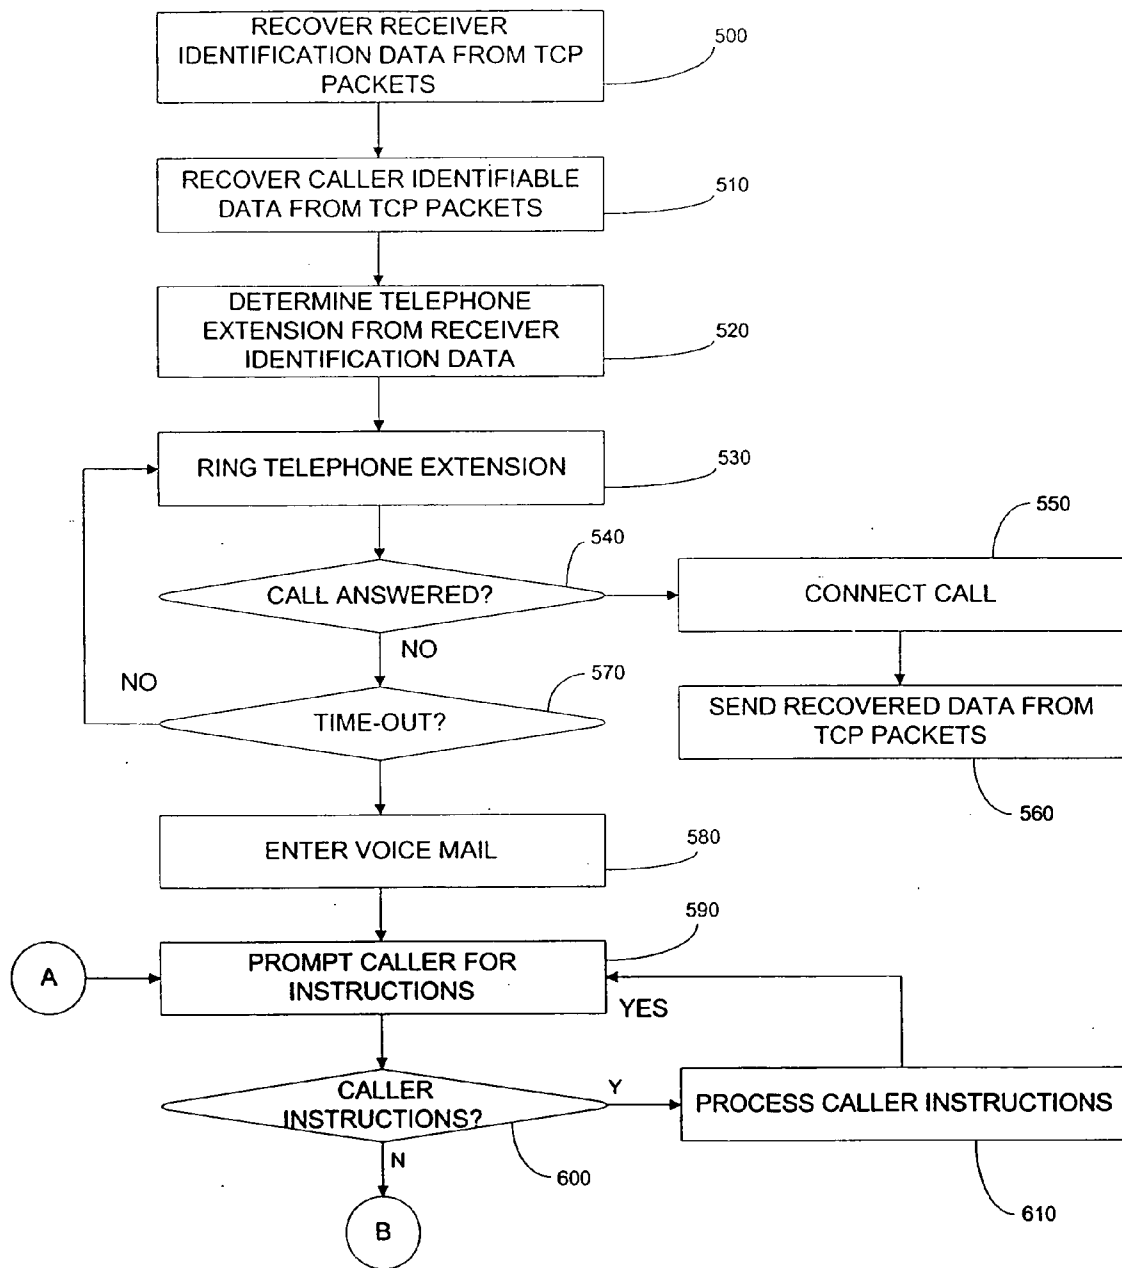 RECOVER RECEIVER
IDENTIFICATION DATA FROM TCP
PACKETS
500
RECOVER CALLER IDENTIFIABLE
DATA FROM TCP PACKETS
510
DETERMINE TELEPHONE
EXTENSION FROM RECEIVER
IDENTIFICATION DATA
520
RING TELEPHONE EXTENSION
530
540
550
CALL ANSWERED?
CONNECT CALL
NO
NO
570
TIME-OUT?
SEND RECOVERED DATA FROM
TCP PACKETS
560
ENTER VOICE MAIL
580
590
A
PROMPT CALLER FOR
INSTRUCTIONS
YES
CALLER
INSTRUCTIONS?
Y
PROCESS CALLER INSTRUCTIONS
N
600
610
B